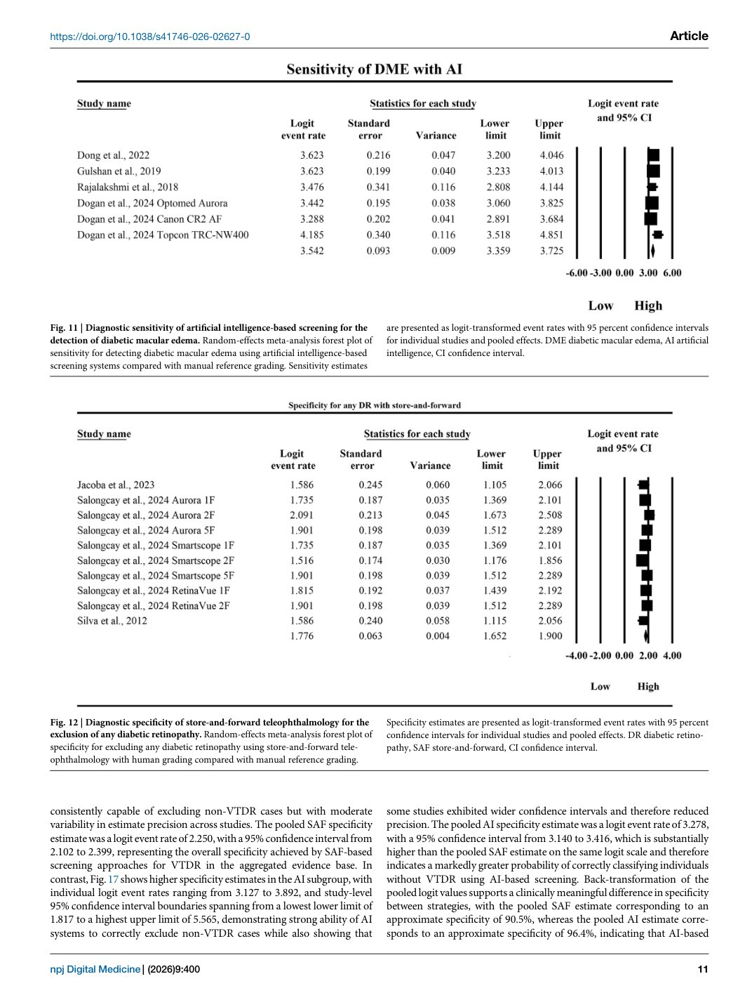 https://doi.org/10.1038/s41746-026-02627-0 Article
Sensitivity of DME with AI
Study name Statistics for each study Logit event rate and 95% CI
Logit event rate Standard error Variance Lower limit Upper limit
Dong et al., 2022 3.623 0.216 0.047 3.200 4.046
Gulshan et al., 2019 3.623 0.199 0.040 3.233 4.013
Rajalakshmi et al., 2018 3.476 0.341 0.116 2.808 4.144
Dogan et al., 2024 Optomed Aurora 3.442 0.195 0.038 3.060 3.825
Dogan et al., 2024 Canon CR2 AF 3.288 0.202 0.041 2.891 3.684
Dogan et al., 2024 Topcon TRC-NW400 4.185 0.340 0.116 3.518 4.851
3.542 0.093 0.009 3.359 3.725
-6.00 -3.00 0.00 3.00 6.00
Low High
Fig. 11 | Diagnostic sensitivity of artificial intelligence-based screening for the
detection of diabetic macular edema. Random-effects meta-analysis forest plot of
sensitivity for detecting diabetic macular edema using artificial intelligence-based
screening systems compared with manual reference grading. Sensitivity estimates
are presented as logit-transformed event rates with 95 percent confidence intervals
for individual studies and pooled effects. DME diabetic macular edema, AI artificial
intelligence, CI confidence interval.
Specificity for any DR with store-and-forward
Study name Statistics for each study Logit event rate and 95% CI
Logit event rate Standard error Variance Lower limit Upper limit
Jacoba et al., 2023 1.586 0.245 0.060 1.105 2.066
Salongcay et al., 2024 Aurora 1F 1.735 0.187 0.035 1.369 2.101
Salongcay et al., 2024 Aurora 2F 2.091 0.213 0.045 1.673 2.508
Salongcay et al., 2024 Aurora 5F 1.901 0.198 0.039 1.512 2.289
Salongcay et al., 2024 Smartscope 1F 1.735 0.187 0.035 1.369 2.101
Salongcay et al., 2024 Smartscope 2F 1.516 0.174 0.030 1.176 1.856
Salongcay et al., 2024 Smartscope 5F 1.901 0.198 0.039 1.512 2.289
Salongcay et al., 2024 RetinaVue 1F 1.815 0.192 0.037 1.439 2.192
Salongcay et al., 2024 RetinaVue 2F 1.901 0.198 0.039 1.512 2.289
Silva et al., 2012 1.586 0.240 0.058 1.115 2.056
1.776 0.063 0.004 1.652 1.900
-4.00 -2.00 0.00 2.00 4.00
Low High
Fig. 12 | Diagnostic specificity of store-and-forward teleophthalmology for the
exclusion of any diabetic retinopathy. Random-effects meta-analysis forest plot of
specificity for excluding any diabetic retinopathy using store-and-forward tele-
ophthalmology with human grading compared with manual reference grading.
Specificity estimates are presented as logit-transformed event rates with 95 percent
confidence intervals for individual studies and pooled effects. DR diabetic retino-
pathy, SAF store-and-forward, CI confidence interval.
consistently capable of excluding non-VTDR cases but with moderate
variability in estimate precision across studies. The pooled SAF specificity
estimate was a logit event rate of 2.250, with a 95% confidence interval from
2.102 to 2.399, representing the overall specificity achieved by SAF-based
screening approaches for VTDR in the aggregated evidence base. In
contrast, Fig. 17 shows higher specificity estimates in the AI subgroup, with
individual logit event rates ranging from 3.127 to 3.892, and study-level
95% confidence interval boundaries spanning from a lowest lower limit of
1.817 to a highest upper limit of 5.565, demonstrating strong ability of AI
systems to correctly exclude non-VTDR cases while also showing that
some studies exhibited wider confidence intervals and therefore reduced
precision. The pooled AI specificity estimate was a logit event rate of 3.278,
with a 95% confidence interval from 3.140 to 3.416, which is substantially
higher than the pooled SAF estimate on the same logit scale and therefore
indicates a markedly greater probability of correctly classifying individuals
without VTDR using AI-based screening. Back-transformation of the
pooled logit values supports a clinically meaningful difference in specificity
between strategies, with the pooled SAF estimate corresponding to an
approximate specificity of 90.5%, whereas the pooled AI estimate corre-
sponds to an approximate specificity of 96.4%, indicating that AI-based
npj Digital Medicine | (2026)9:400 11